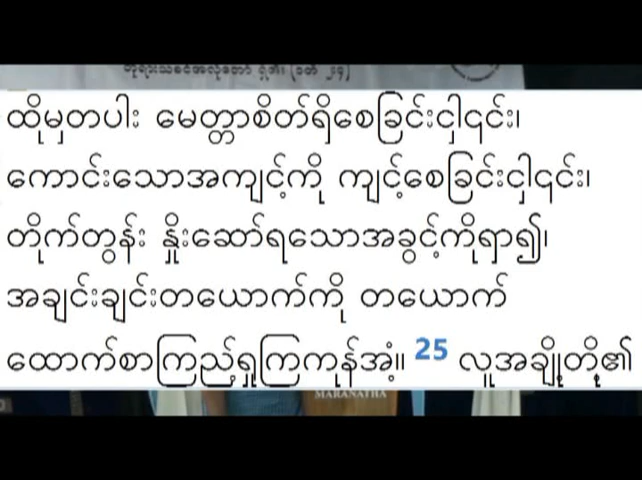 ထိုမှတပါး မေတ္တာစိတ်ရှိစေခြင်းငှါ၎င်း၊
ကောင်းသောအကျင့်ကို ကျင့်စေခြင်းငှါ၎င်း၊
တိုက်တွန်း နှိုးဆော်ရသောအခွင့်ကိုရှာ၍၊
အချင်းချင်းတယောက်ကို တယောက်
ထောက်စာကြည့်ရှုကြကုန်အံ့။ 25 လူအချို့တို့၏
MARANATHA